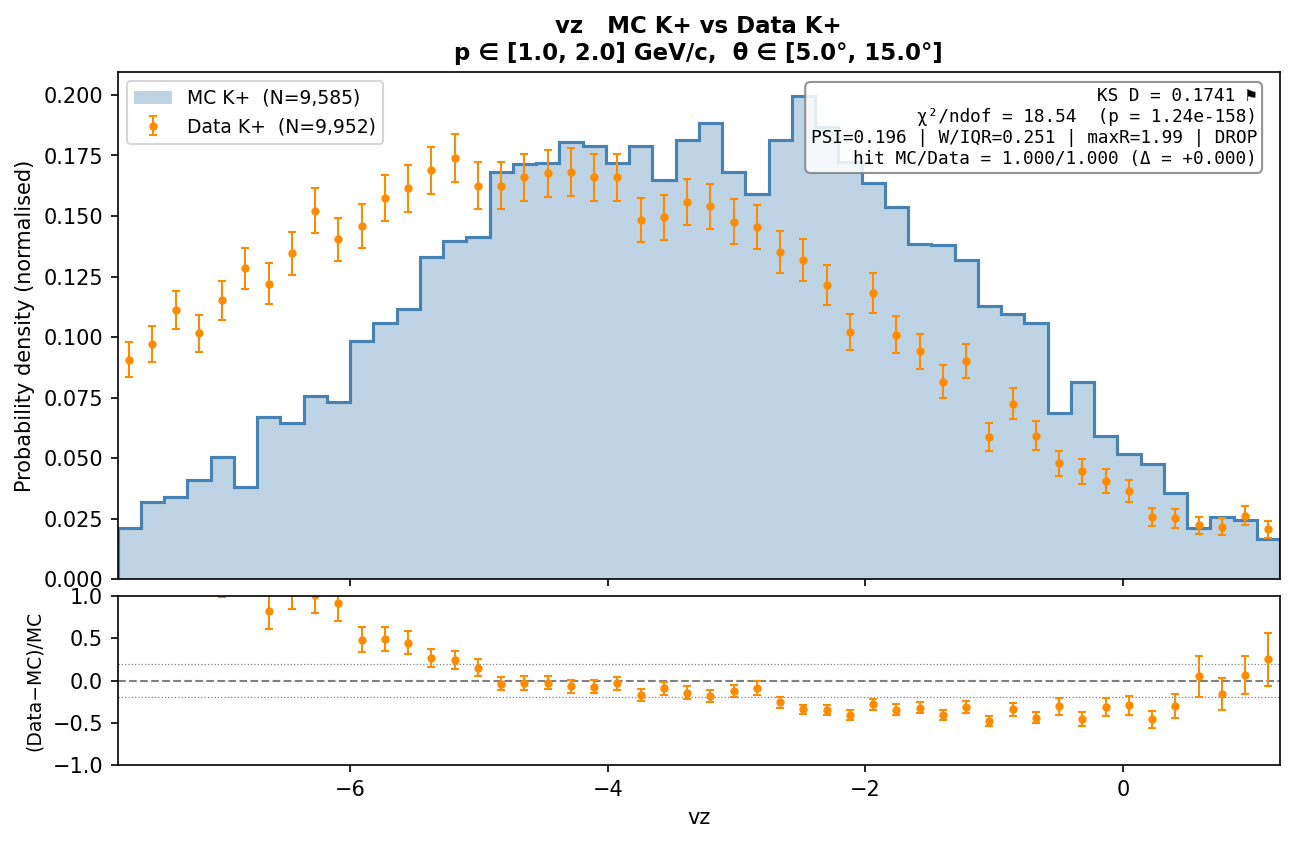 vz   MC K+ vs Data K+
p ∈ [1.0, 2.0] GeV/c,  θ ∈ [5.0°, 15.0°]
MC K+  (N=9,585)
Data K+  (N=9,952)
KS D = 0.1741 ⚑
χ²/ndof = 18.54  (p = 1.24e-158)
PSI=0.196 | W/IQR=0.251 | maxR=1.99 | DROP
hit MC/Data = 1.000/1.000 (Δ = +0.000)
Probability density (normalised)
0.200
0.175
0.150
0.125
0.100
0.075
0.050
0.025
0.000
(Data−MC)/MC
1.0
0.5
0.0
−0.5
−1.0
−6
−4
−2
0
vz